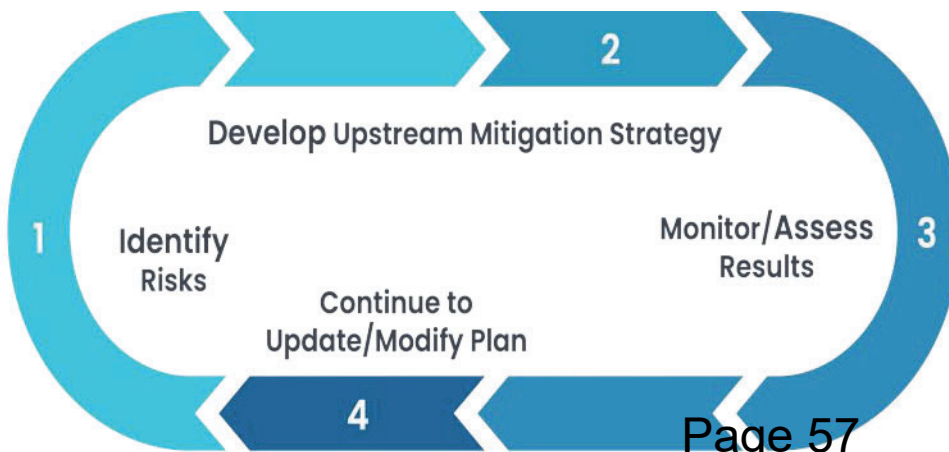 2
Develop Upstream Mitigation Strategy
1
Identify
Risks
Monitor/Assess
Results
3
Continue to
Update/Modify Plan
4
Page 57